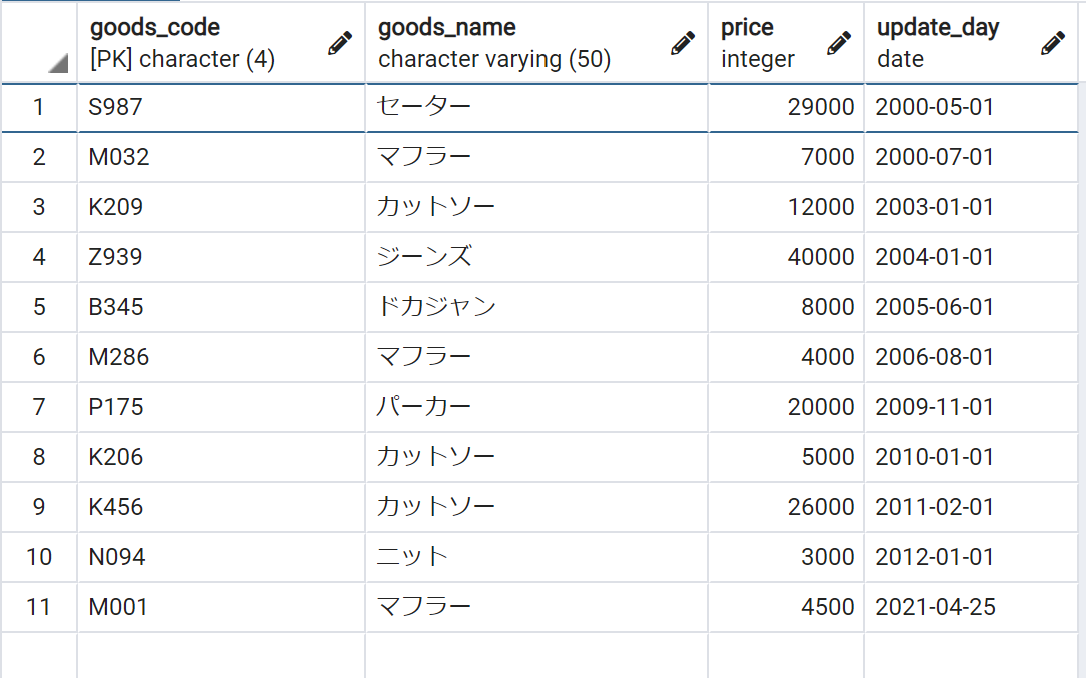 goods_code goods_name price update_day
[PK] character (4) character varying (50) integer date
1 S987 セーター 29000 2000-05-01
2 M032 マフラー 7000 2000-07-01
3 K209 カットソー 12000 2003-01-01
4 Z939 ジーンズ 40000 2004-01-01
5 B345 ドカジャン 8000 2005-06-01
6 M286 マフラー 4000 2006-08-01
7 P175 パーカー 20000 2009-11-01
8 K206 カットソー 5000 2010-01-01
9 K456 カットソー 26000 2011-02-01
10 N094 ニット 3000 2012-01-01
11 M001 マフラー 4500 2021-04-25